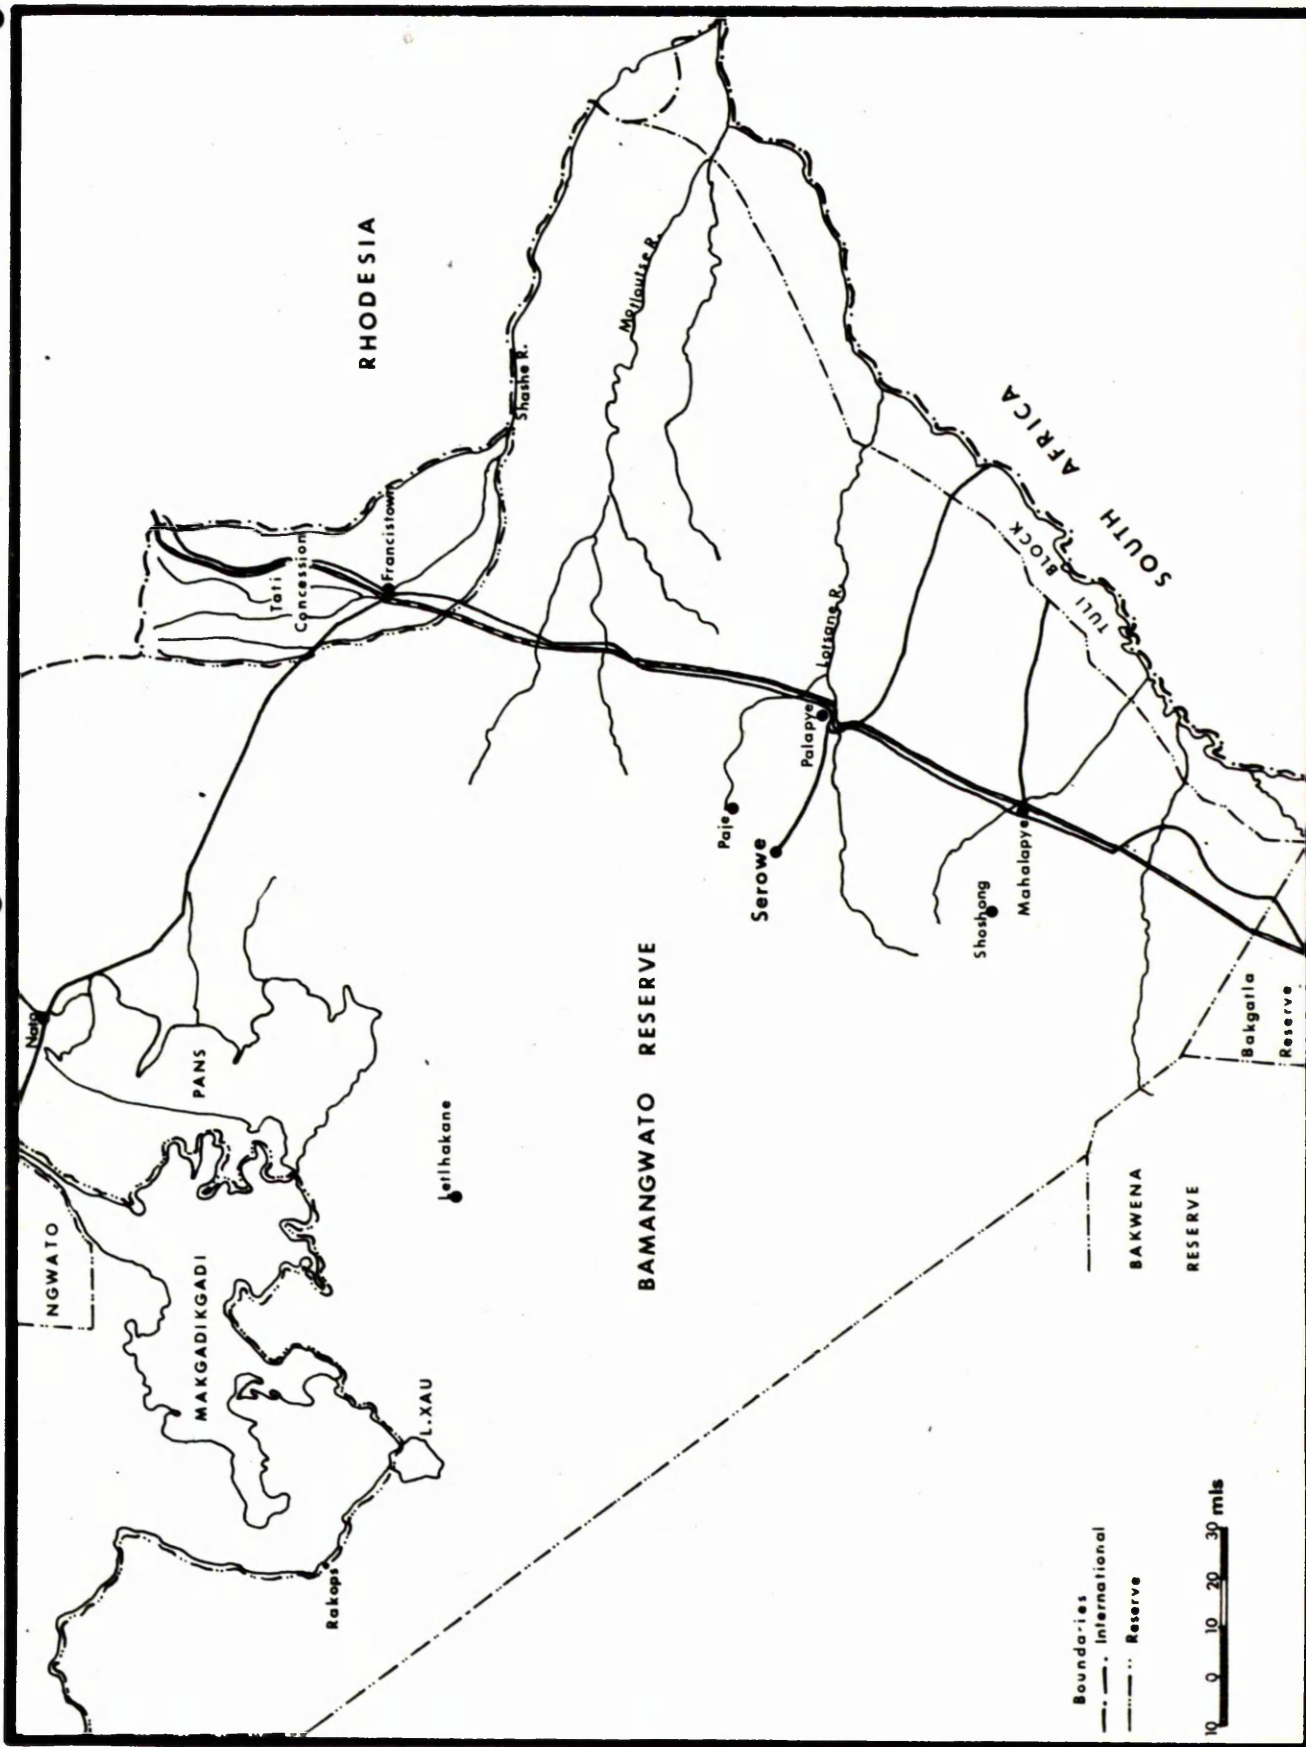 RHODESIA
Shashe R.
Motloutse R.
Tati
Concession
Francistown
SOUTH AFRICA
TULI BLOCK
Lotsane R.
Palapye
Paje
Serowe
Mahalapye
Shoshong
Nata
PANS
Letlhakane
BAMANGWATO RESERVE
Bakgatla
Reserve
NGWATO
MAKGADIKGADI
BAKWENA
RESERVE
L.XAU
Rakops
Boundaries
International
Reserve
10 0 10 20 30 mls